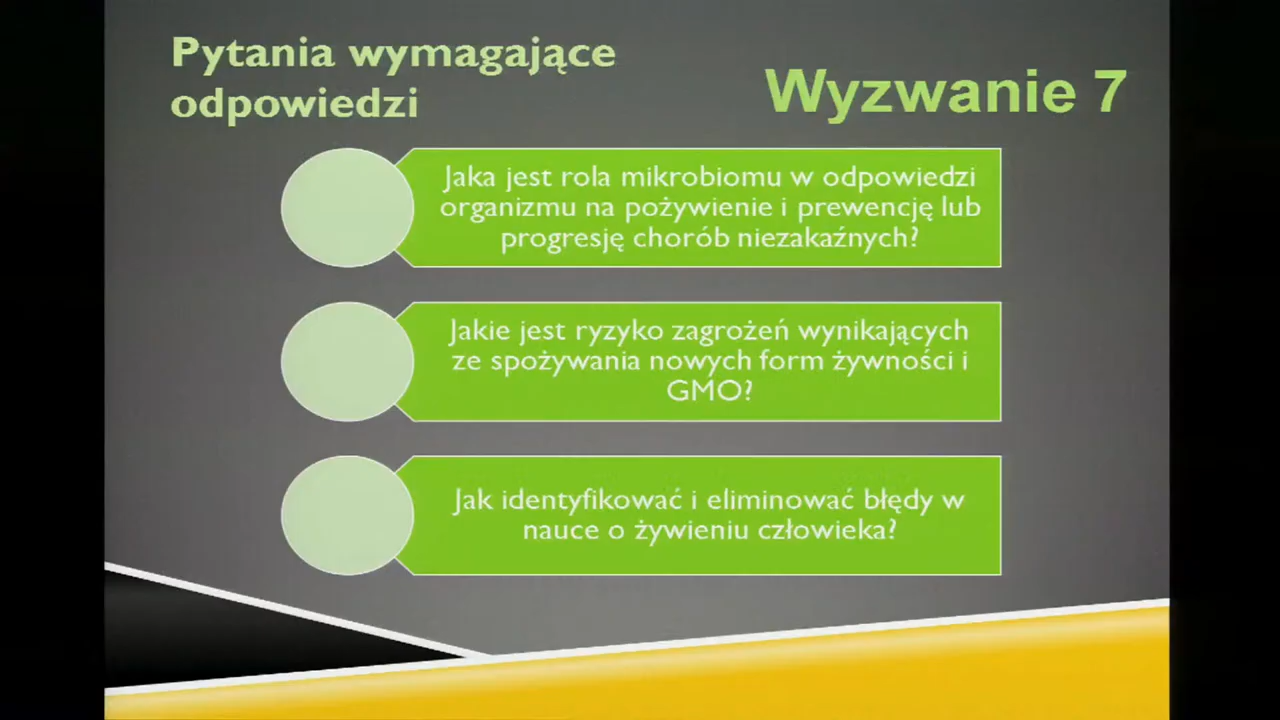 Pytania wymagające
odpowiedzi
Wyzwanie 7
Jaka jest rola mikrobiomu w odpowiedzi
organizmu na pożywienie i prewencję lub
progresję chorób niezakaźnych?
Jakie jest ryzyko zagrożeń wynikających
ze spożywania nowych form żywności i
GMO?
Jak identyfikować i eliminować błędy w
nauce o żywieniu człowieka?